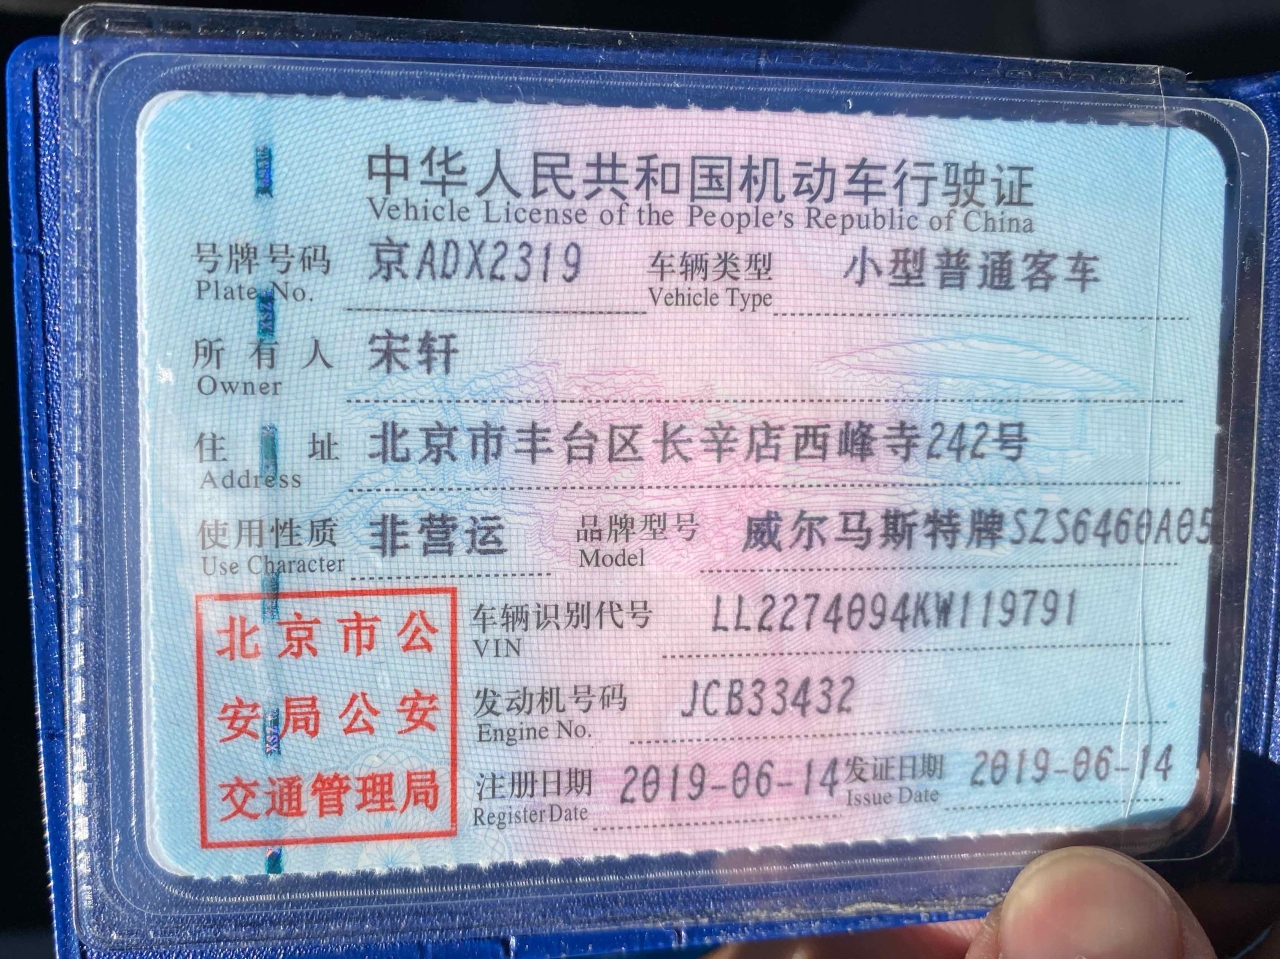 中华人民共和国机动车行驶证
Vehicle License of the People's Republic of China
号牌号码 京ADX2319 车辆类型 小型普通客车
Plate No. Vehicle Type
所有人 宋轩
Owner
住址 北京市丰台区长辛店西峰寺242号
Address
使用性质 非营运 品牌型号 威尔马斯特牌SZS6460A05
Use Character Model
北京市公
安局公安
交通管理局
车辆识别代号 LL2274094KW119791
VIN
发动机号码 JCB33432
Engine No.
注册日期 2019-06-14 发证日期 2019-06-14
Register Date Issue Date